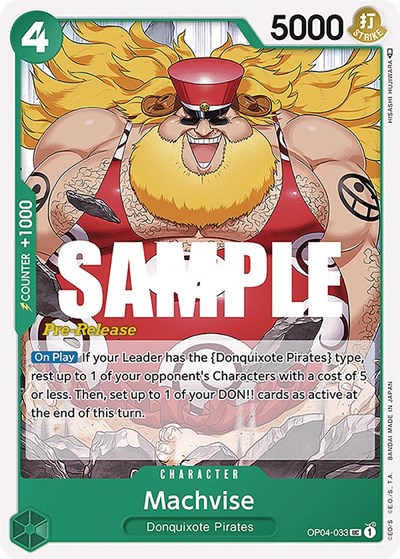 4
5000
打
STRIKE
HISASHI HUJIWARA
COUNTER +1000
SAMPLE
Pre-Release
On Play If your Leader has the {Donquixote Pirates} type,
rest up to 1 of your opponent's Characters with a cost of 5
or less. Then, set up to 1 of your DON!! cards as active at
the end of this turn.
©E.O./S., T.A. BANDAI MADE IN JAPAN
CHARACTER
Machvise
Donquixote Pirates
OP04-033 UC 1